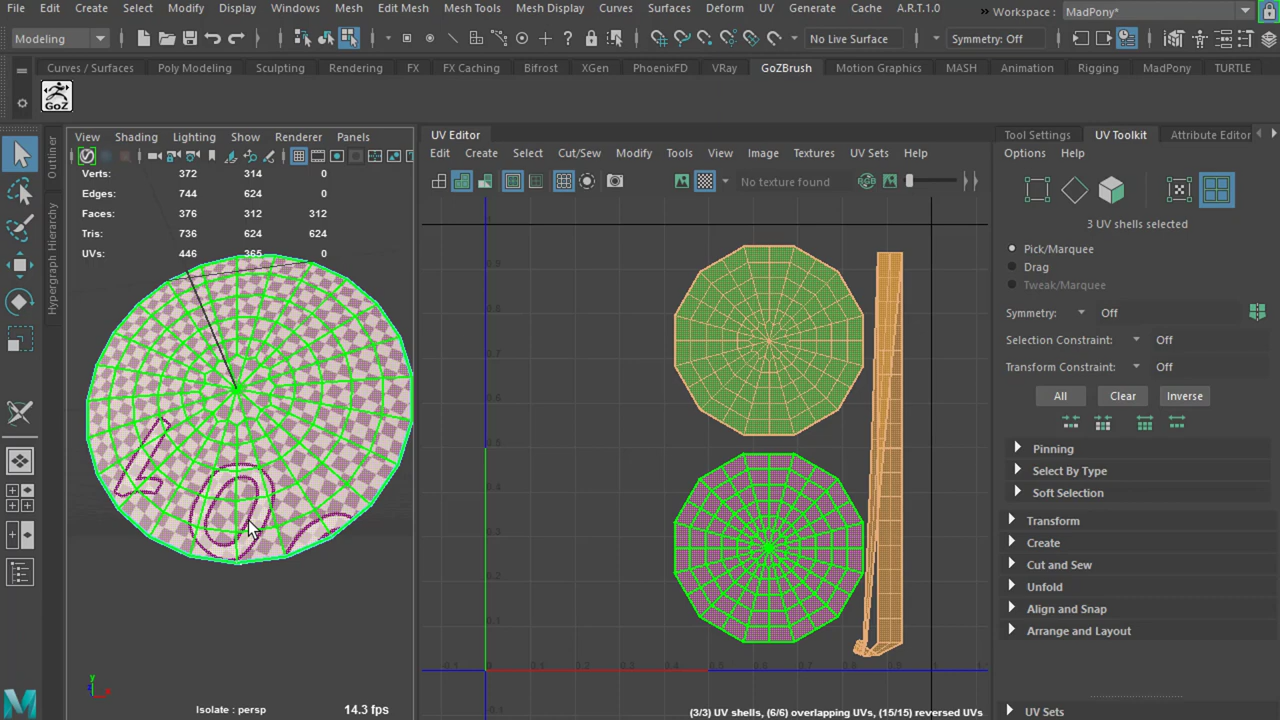 File Edit Create Select Modify Display Windows Mesh Edit Mesh Mesh Tools Mesh Display Curves Surfaces Deform UV Generate Cache A.R.T.1.0 Workspace : MadPony*
Modeling No Live Surface Symmetry: Off
Curves / Surfaces Poly Modeling Sculpting Rendering FX FX Caching Bifrost XGen PhoenixFD VRay GoZBrush Motion Graphics MASH Animation Rigging MadPony TURTLE
GoZ
View Shading Lighting Show Renderer Panels
Outliner
Hypergraph Hierarchy
Verts: 372 314 0
Edges: 744 624 0
Faces: 376 312 312
Tris: 736 624 624
UVs: 446 365 0
Isolate : persp 14.3 fps
UV Editor
Edit Create Select Cut/Sew Modify Tools View Image Textures UV Sets Help
No texture found
(3/3) UV shells, (6/6) overlapping UVs, (15/15) reversed UVs
Tool Settings UV Toolkit Attribute Editor
Options Help
3 UV shells selected
Pick/Marquee
Drag
Tweak/Marquee
Symmetry: Off
Selection Constraint: Off
Transform Constraint: Off
All Clear Inverse
Pinning
Select By Type
Soft Selection
Transform
Create
Cut and Sew
Unfold
Align and Snap
Arrange and Layout
UV Sets